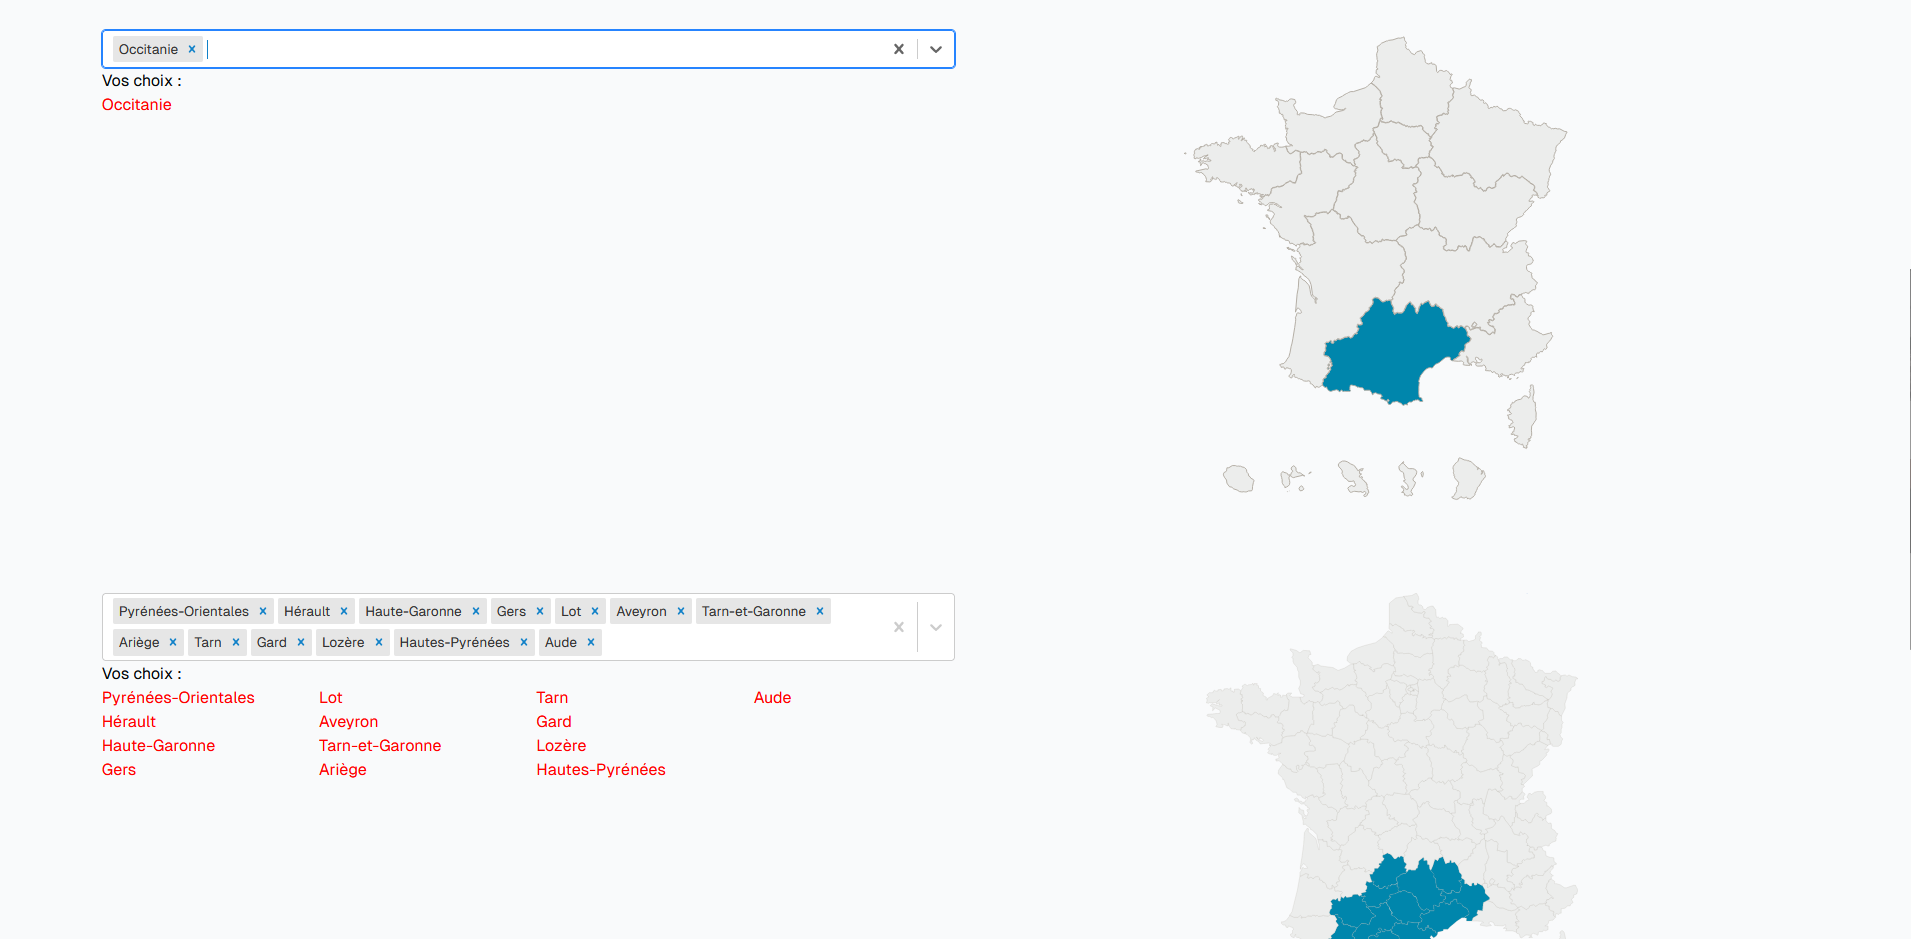 Occitanie
Vos choix :
Occitanie
Pyrénées-Orientales Hérault Haute-Garonne Gers Lot Aveyron Tarn-et-Garonne
Ariège Tarn Gard Lozère Hautes-Pyrénées Aude
Vos choix :
Pyrénées-Orientales Lot Tarn Aude
Hérault Aveyron Gard
Haute-Garonne Tarn-et-Garonne Lozère
Gers Ariège Hautes-Pyrénées